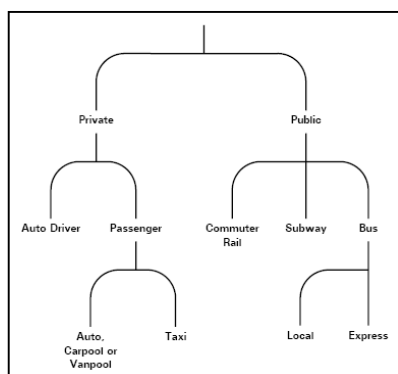 Private Public
Auto Driver Passenger Commuter Rail Subway Bus
Auto, Carpool or Vanpool Taxi Local Express